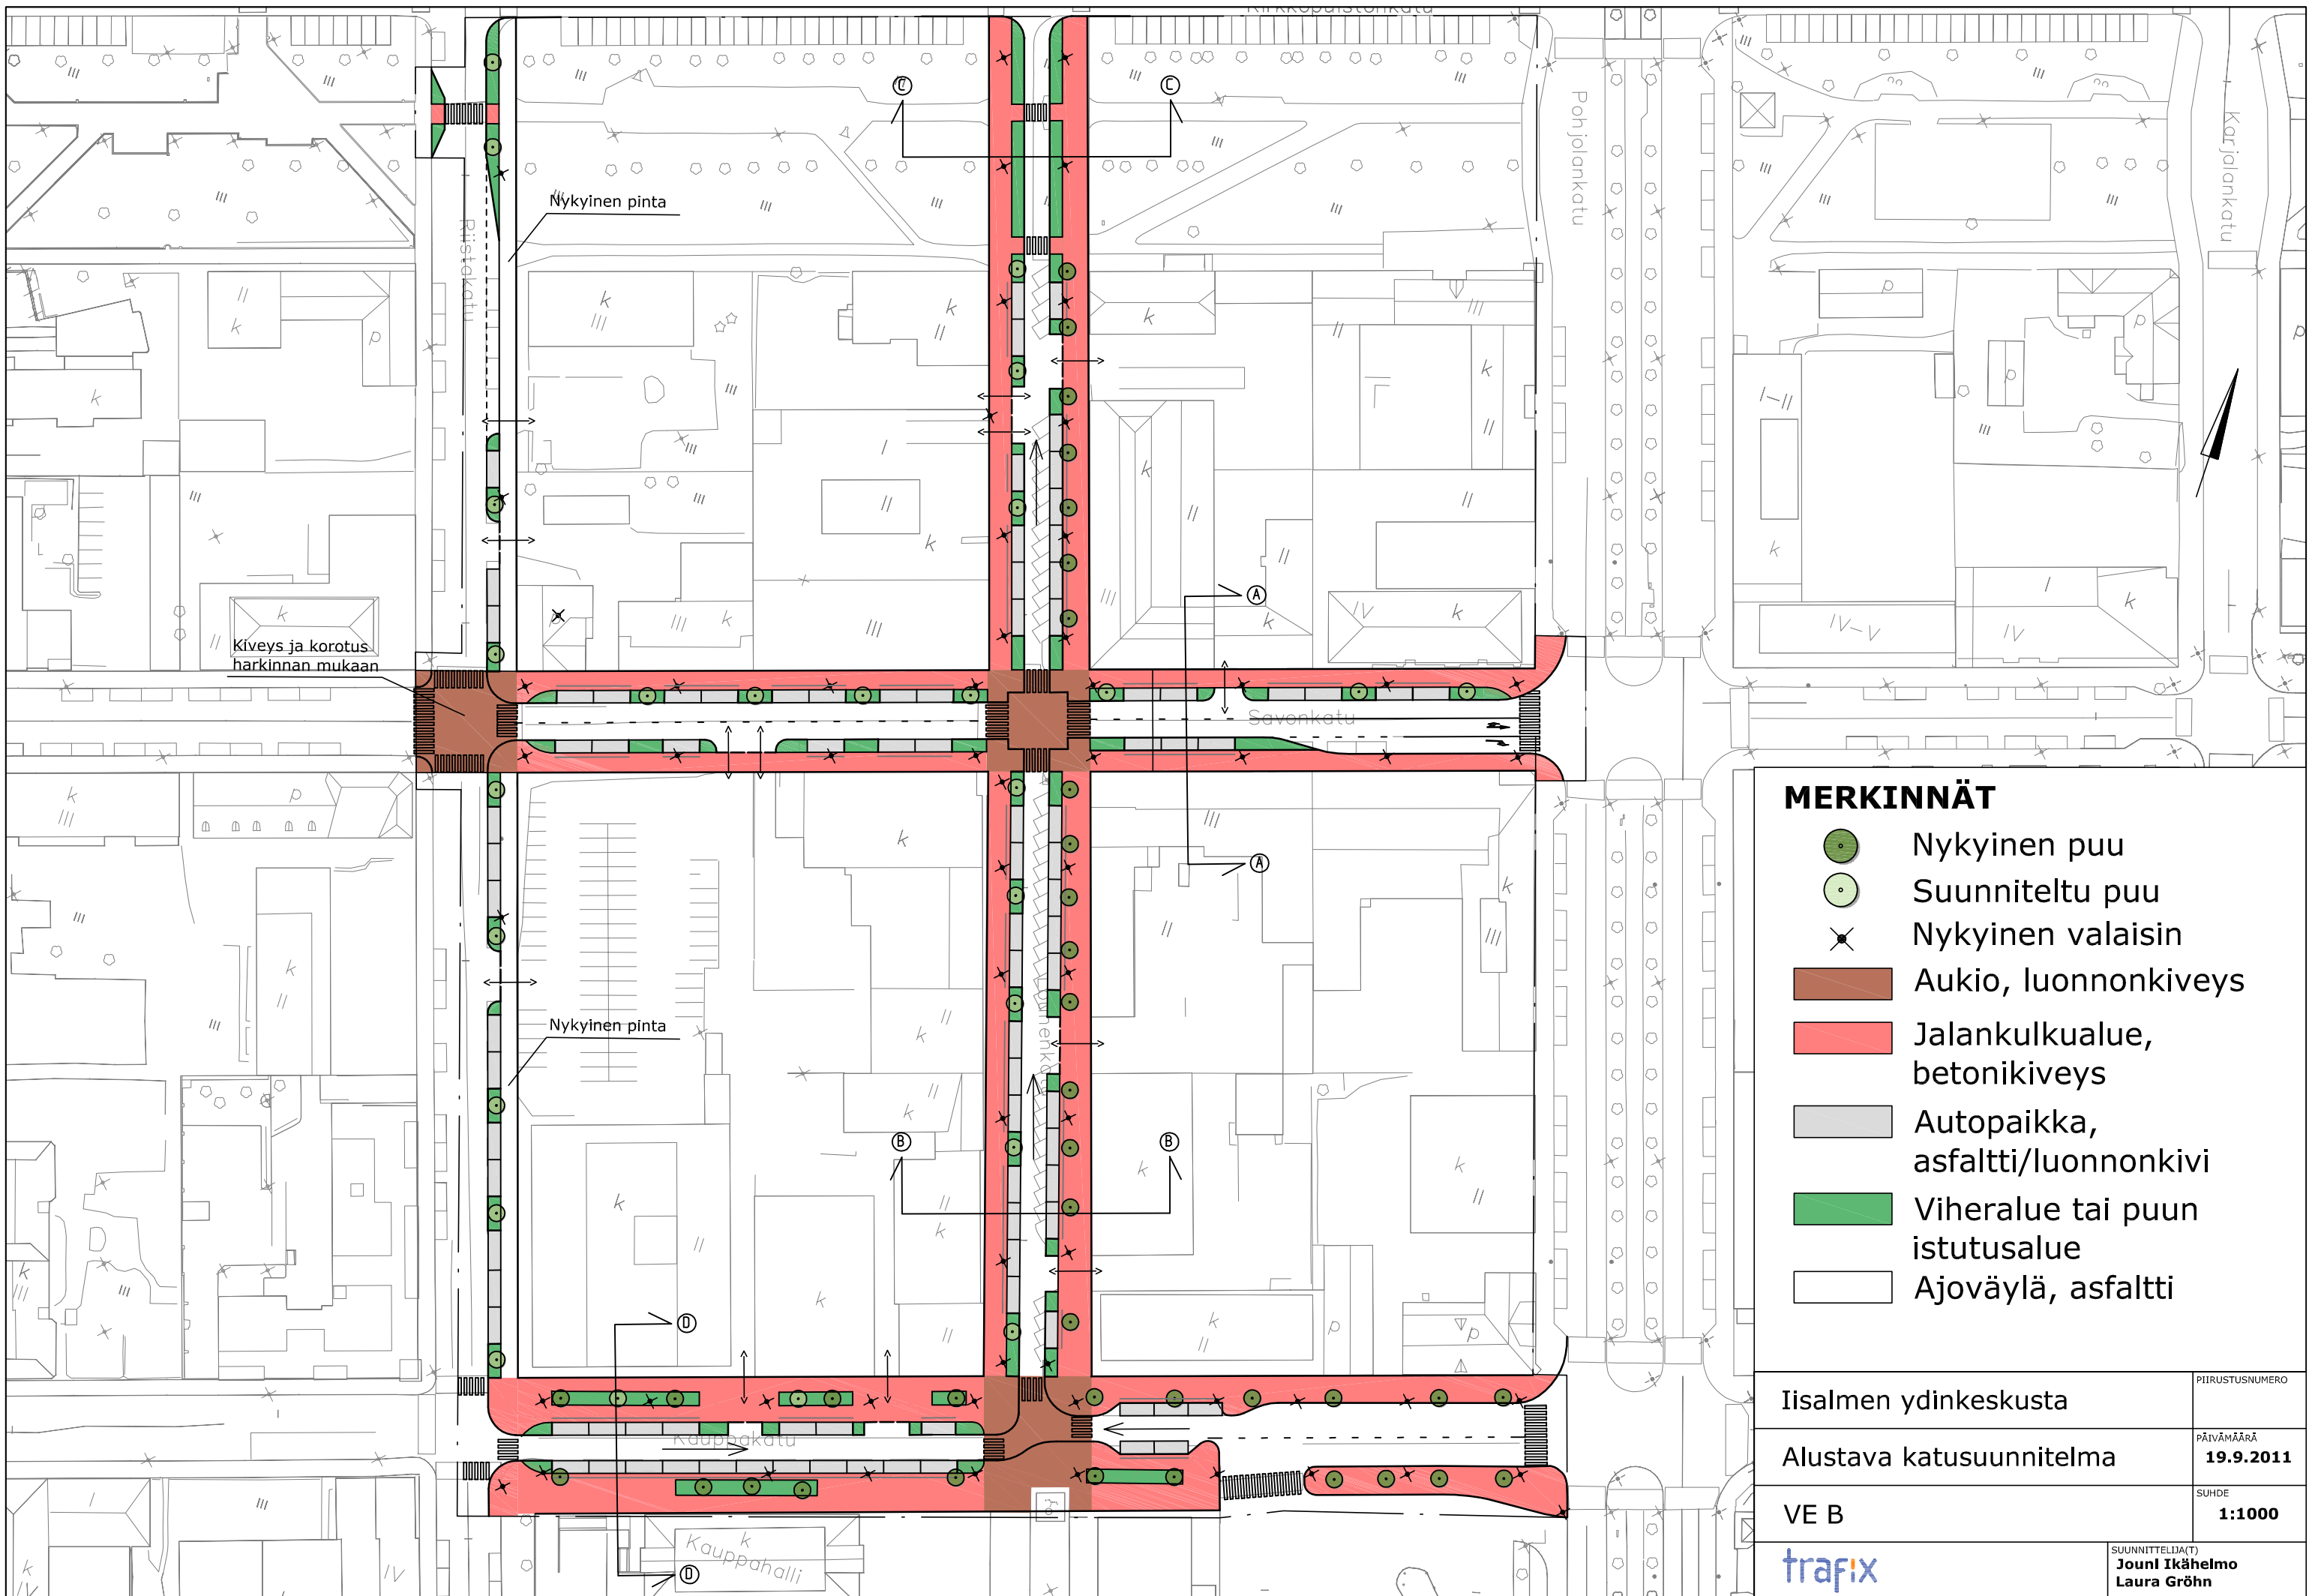 Kirkkopuistonkatu
Pohjolankatu
Karjalankatu
Riistakatu
Nykyinen pinta
Kiveys ja korotus
harkinnan mukaan
Savonkatu
Nykyinen pinta
Kauppakatu
Kauppahalli
C
C
A
A
B
B
D
D
MERKINNÄT
Nykyinen puu
Suunniteltu puu
Nykyinen valaisin
Aukio, luonnonkiveys
Jalankulkualue,
betonikiveys
Autopaikka,
asfaltti/luonnonkivi
Viheralue tai puun
istutusalue
Ajoväylä, asfaltti
Iisalmen ydinkeskusta
PIIRUSTUSNUMERO
Alustava katusuunnitelma
PÄIVÄMÄÄRÄ
19.9.2011
VE B
SUHDE
1:1000
trafix
SUUNNITTELIJA(T)
Jouni Ikähelmo
Laura Gröhn